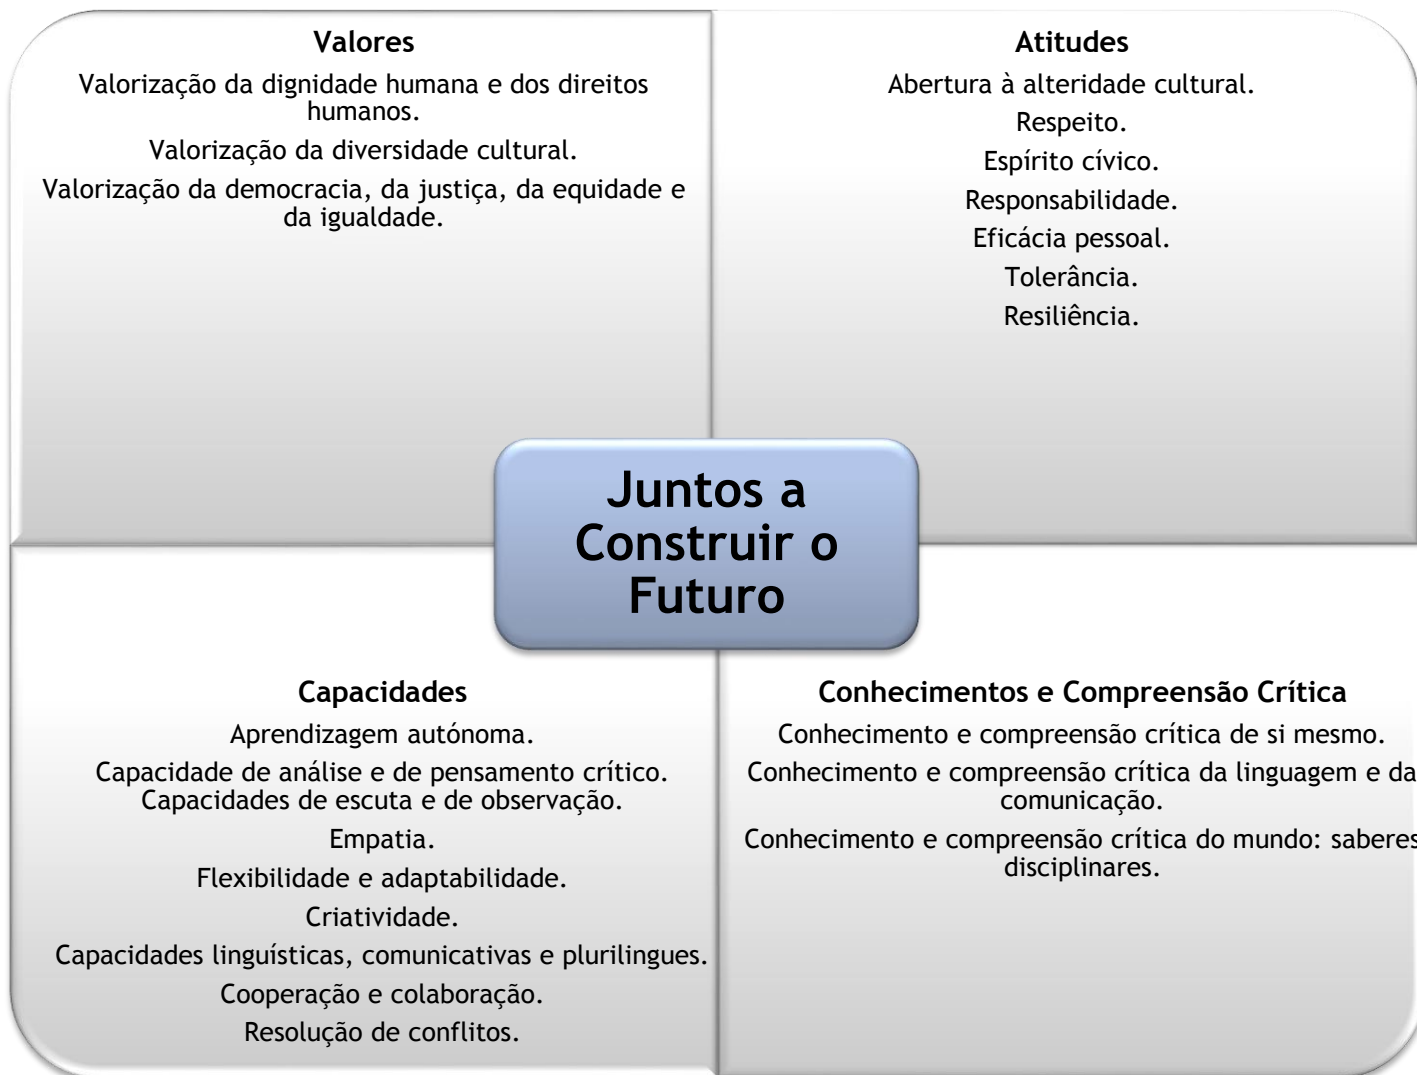 Valores
Valorização da dignidade humana e dos direitos
humanos.
Valorização da diversidade cultural.
Valorização da democracia, da justiça, da equidade e
da igualdade.
Atitudes
Abertura à alteridade cultural.
Respeito.
Espírito cívico.
Responsabilidade.
Eficácia pessoal.
Tolerância.
Resiliência.
Juntos a
Construir o
Futuro
Capacidades
Aprendizagem autónoma.
Capacidade de análise e de pensamento crítico.
Capacidades de escuta e de observação.
Empatia.
Flexibilidade e adaptabilidade.
Criatividade.
Capacidades linguísticas, comunicativas e plurilingues.
Cooperação e colaboração.
Resolução de conflitos.
Conhecimentos e Compreensão Crítica
Conhecimento e compreensão crítica de si mesmo.
Conhecimento e compreensão crítica da linguagem e da
comunicação.
Conhecimento e compreensão crítica do mundo: saberes
disciplinares.